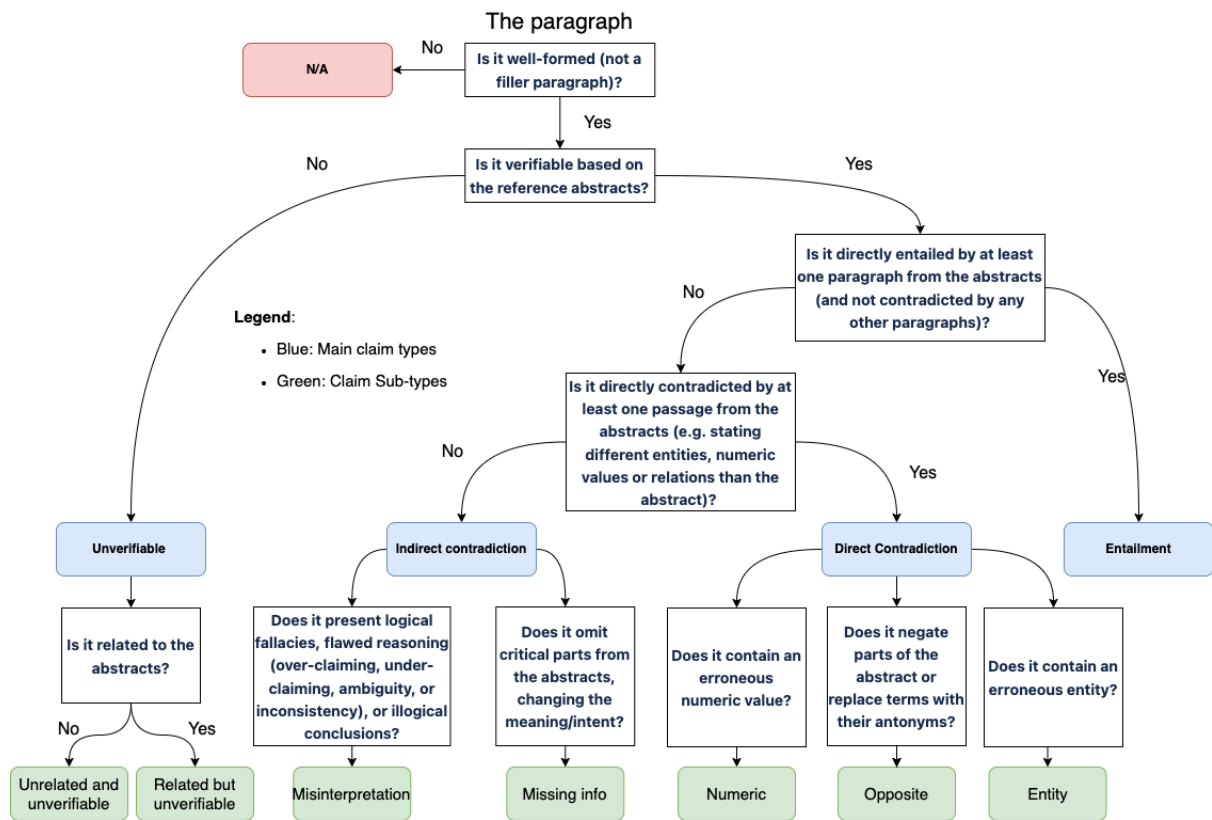 The paragraph
No
N/A
Is it well-formed (not a
filler paragraph)?
Yes
No
Is it verifiable based on
the reference abstracts?
Yes
Is it directly entailed by at least
one paragraph from the abstracts
(and not contradicted by any
other paragraphs)?
No
Yes
Legend:
• Blue: Main claim types
• Green: Claim Sub-types
Is it directly contradicted by at
least one passage from the
abstracts (e.g. stating
different entities, numeric
values or relations than the
abstract)?
No
Yes
Unverifiable
Indirect contradiction
Direct Contradiction
Entailment
Is it related to the
abstracts?
Does it present logical
fallacies, flawed reasoning
(over-claiming, under-
claiming, ambiguity, or
inconsistency), or illogical
conclusions?
Does it omit
critical parts from
the abstracts,
changing the
meaning/intent?
Does it contain an
erroneous
numeric value?
Does it negate
parts of the
abstract or
replace terms with
their antonyms?
Does it contain an
erroneous entity?
No
Yes
Unrelated and
unverifiable
Related but
unverifiable
Misinterpretation
Missing info
Numeric
Opposite
Entity